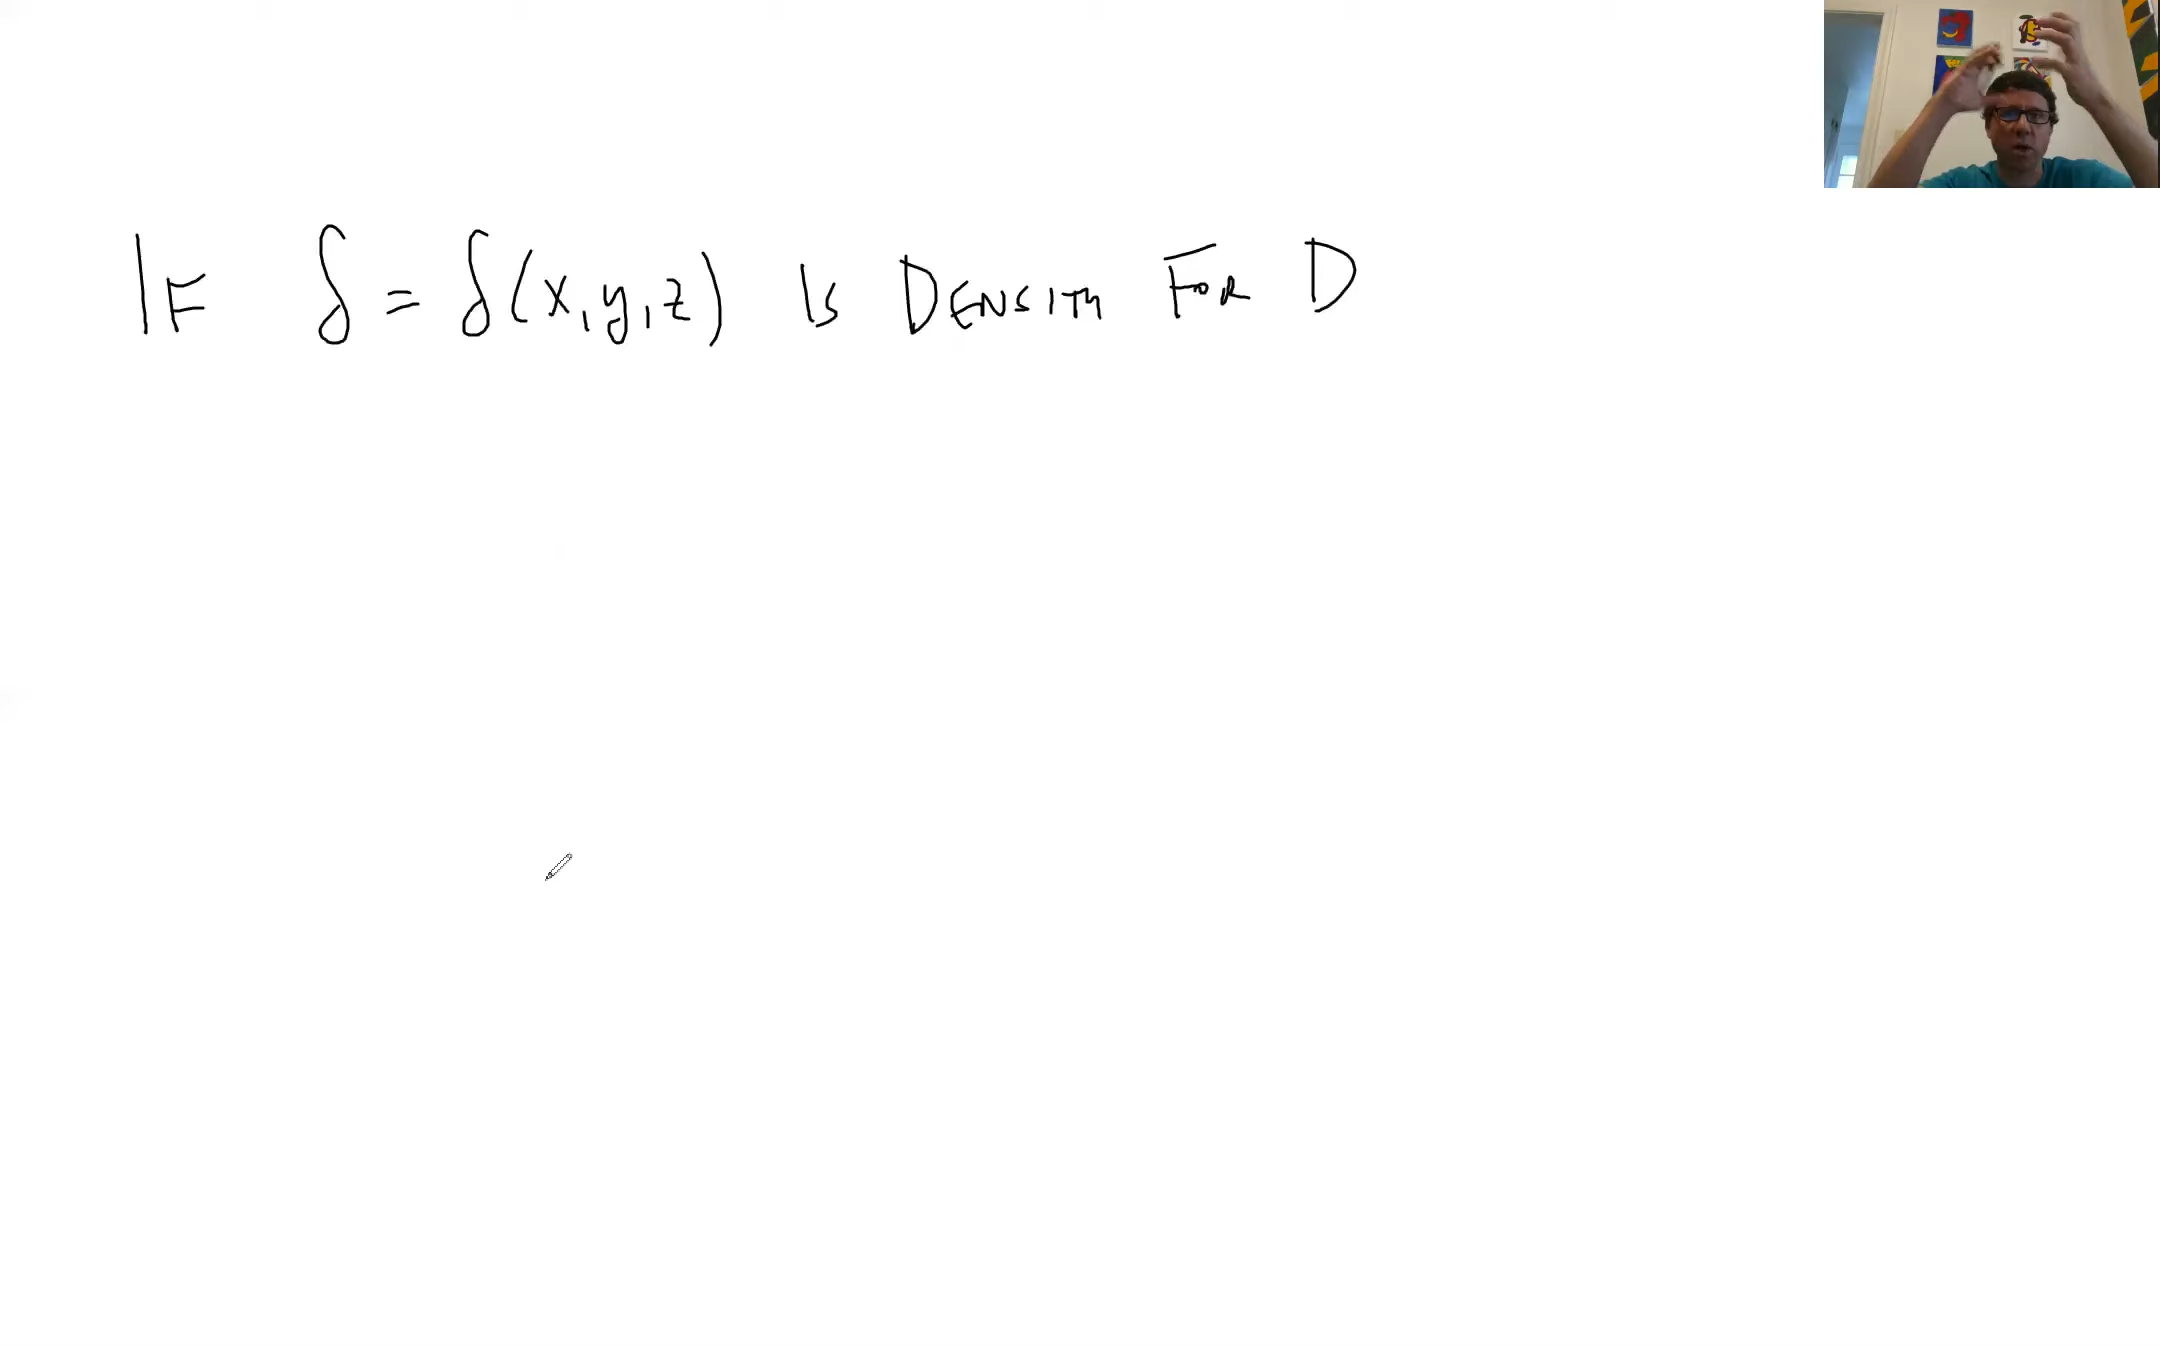 IF δ = δ(x, y, z) IS DENSITY FOR D